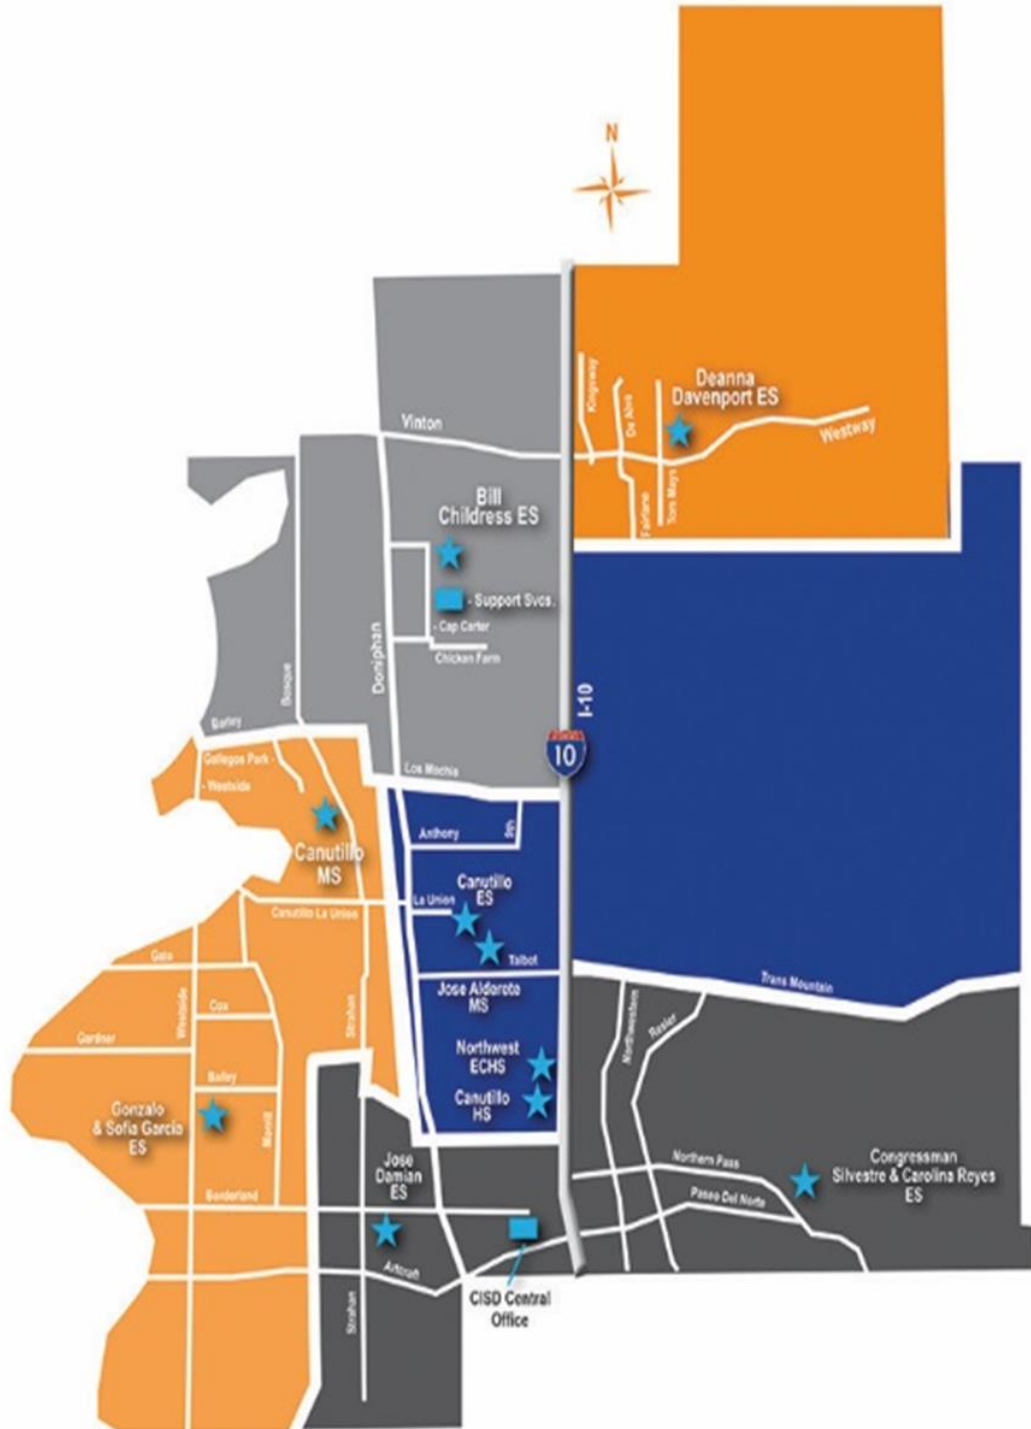 N
Kingsway
De Alva
Deanna
Davenport ES
Westway
Fairlane
Tom Mays
Vinton
Bill
Childress ES
- Support Svcs.
- Cap Carter
Chicken Farm
Doniphan
Bosque
I-10
10
Gallegos Park -
- Westside
Los Mochis
Canutillo
MS
Anthony
5th
Canutillo
ES
La Union
Canutillo La Union
Talbot
Jose Alderete
MS
Trans Mountain
Gato
Westside
Cox
Strahan
Gardner
Bailey
Northwest
ECHS
Canutillo
HS
Northwestern
Resler
Gonzalo
& Sofia Garcia
ES
Borderland
Jose
Damian
ES
Northern Pass
Paseo Del Norte
Congressman
Silvestre & Carolina Reyes
ES
Artcraft
Strahan
CISD Central
Office